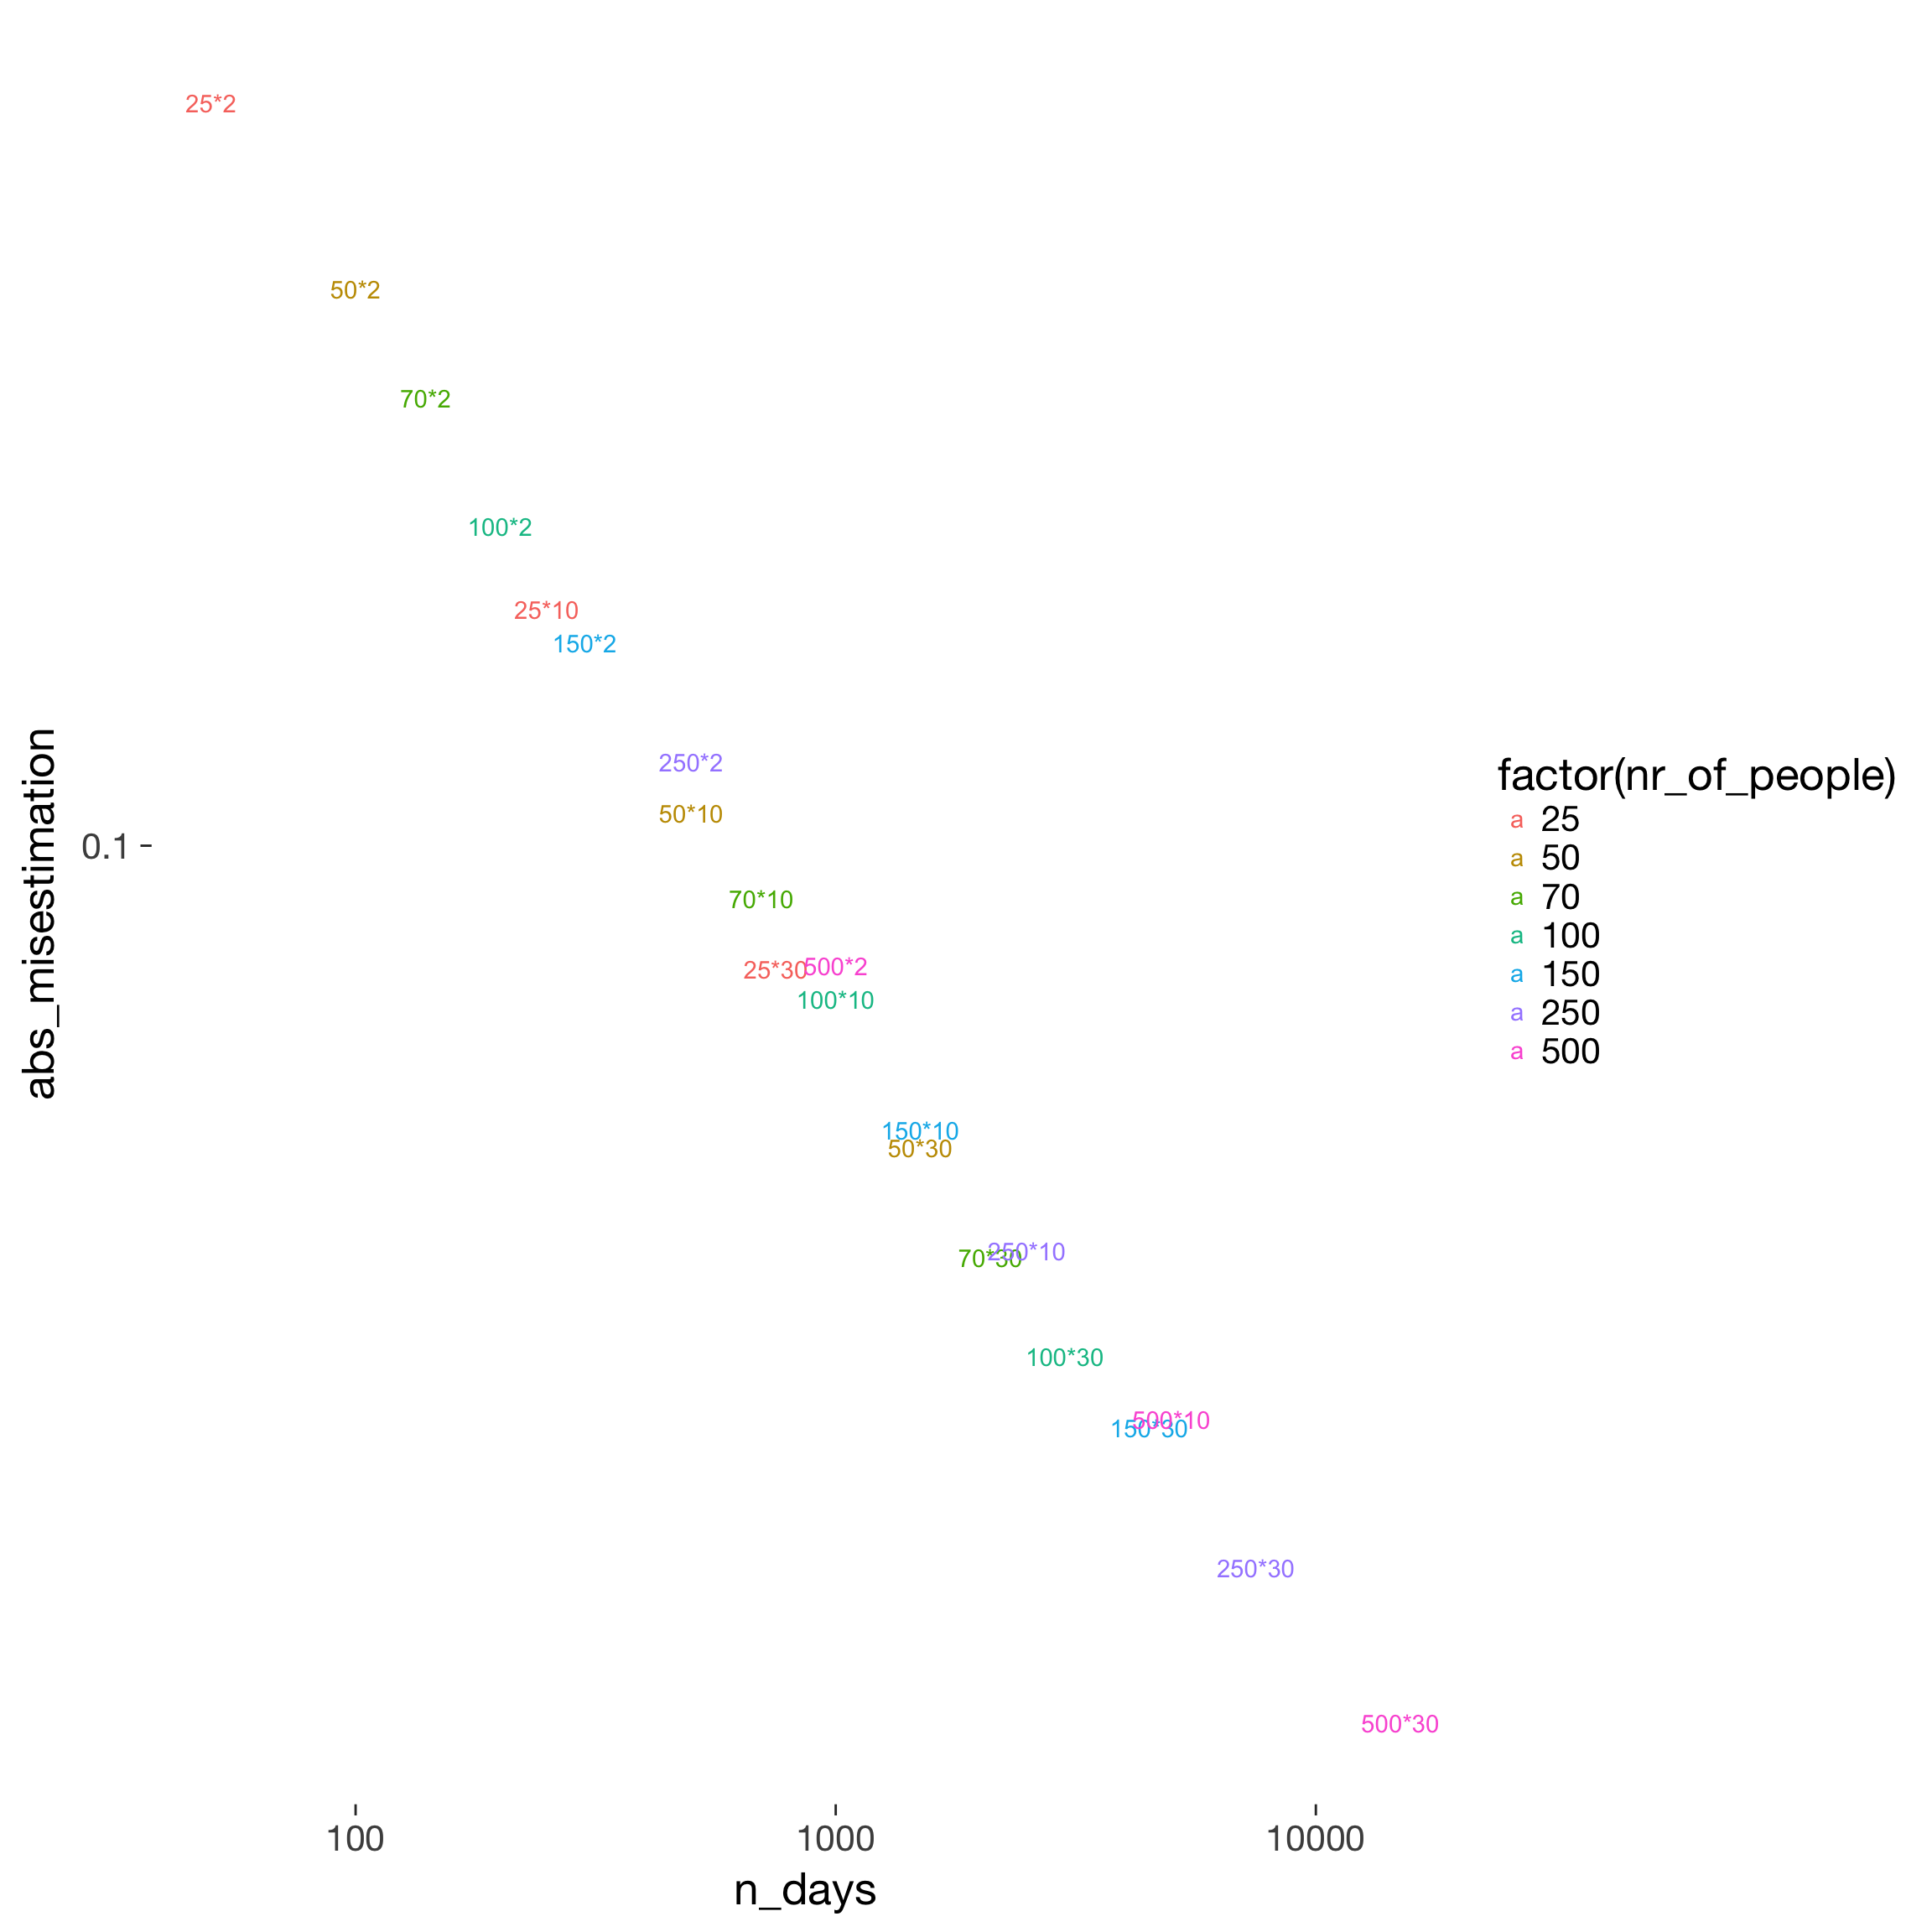 25*2
50*2
70*2
100*2
25*10
150*2
250*2
50*10
0.1
70*10
25*30
500*2
100*10
150*10
50*30
250*10
70*30
100*30
500*10
150*30
250*30
500*30
abs_misestimation
100
1000
10000
n_days
factor(nr_of_people)
a 25
a 50
a 70
a 100
a 150
a 250
a 500